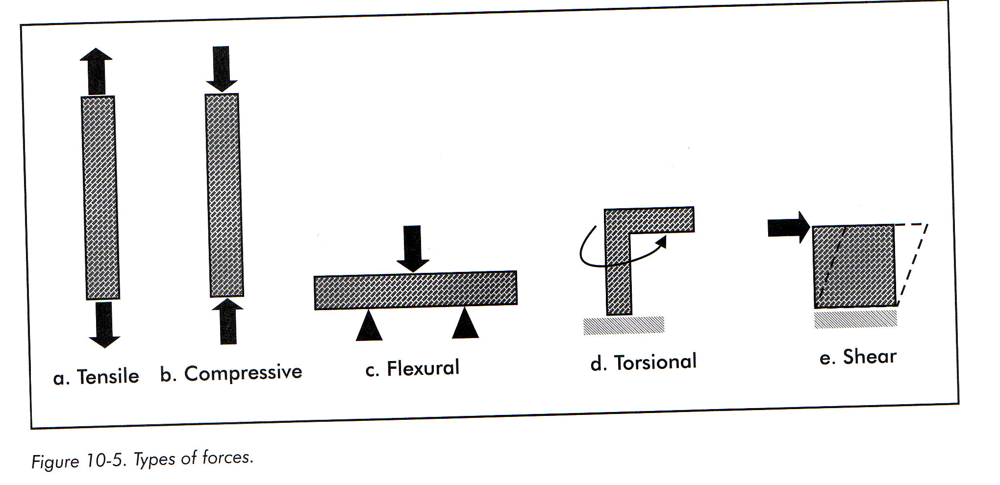 a. Tensile
b. Compressive
c. Flexural
d. Torsional
e. Shear
Figure 10-5. Types of forces.